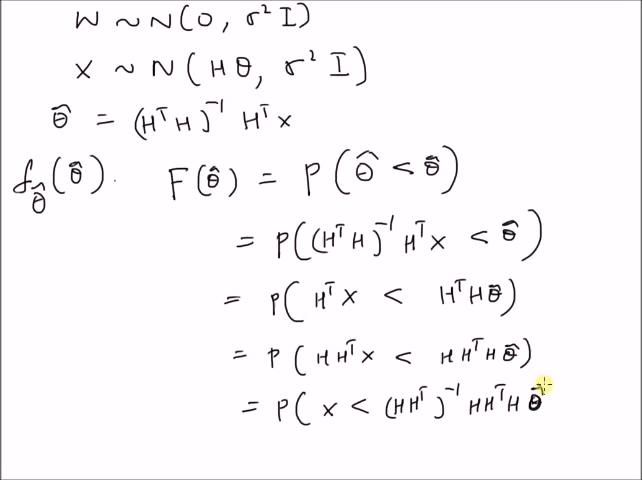 W ~ N(0, σ² I)
X ~ N(Hθ, σ² I)
θ̂ = (HᵀH)⁻¹ Hᵀx
f_θ̂(θ̂). F(θ̂) = P(θ̂ < θ̂)
= P((HᵀH)⁻¹ Hᵀx < θ̂)
= P(Hᵀx < HᵀHθ̂)
= P(HHᵀx < HHᵀHθ̂)
= P(x < (HHᵀ)⁻¹ HHᵀHθ̂